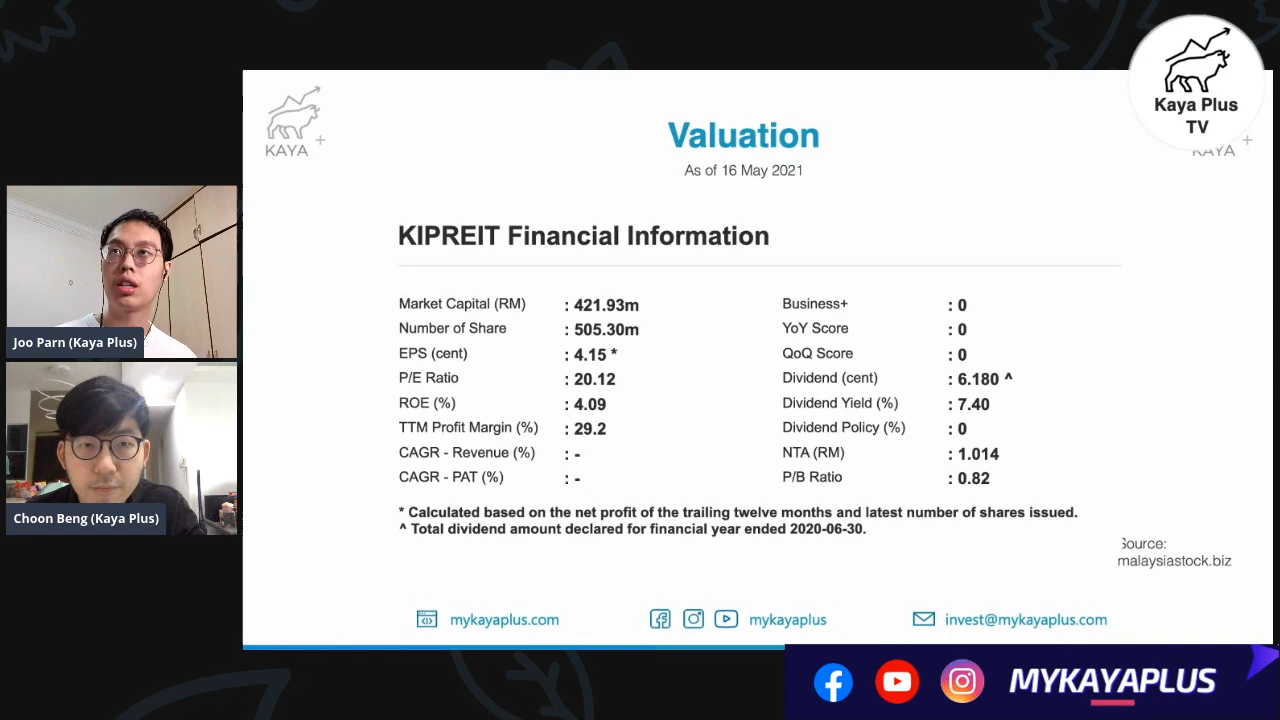 Kaya Plus
TV
KAYA +
KAYA +
Valuation
As of 16 May 2021
KIPREIT Financial Information
Market Capital (RM) : 421.93m
Number of Share : 505.30m
EPS (cent) : 4.15 *
P/E Ratio : 20.12
ROE (%) : 4.09
TTM Profit Margin (%) : 29.2
CAGR - Revenue (%) : -
CAGR - PAT (%) : -
Business+ : 0
YoY Score : 0
QoQ Score : 0
Dividend (cent) : 6.180 ^
Dividend Yield (%) : 7.40
Dividend Policy (%) : 0
NTA (RM) : 1.014
P/B Ratio : 0.82
* Calculated based on the net profit of the trailing twelve months and latest number of shares issued.
^ Total dividend amount declared for financial year ended 2020-06-30.
Source:
malaysiastock.biz
Joo Parn (Kaya Plus)
Choon Beng (Kaya Plus)
mykayaplus.com
mykayaplus
invest@mykayaplus.com
MYKAYAPLUS